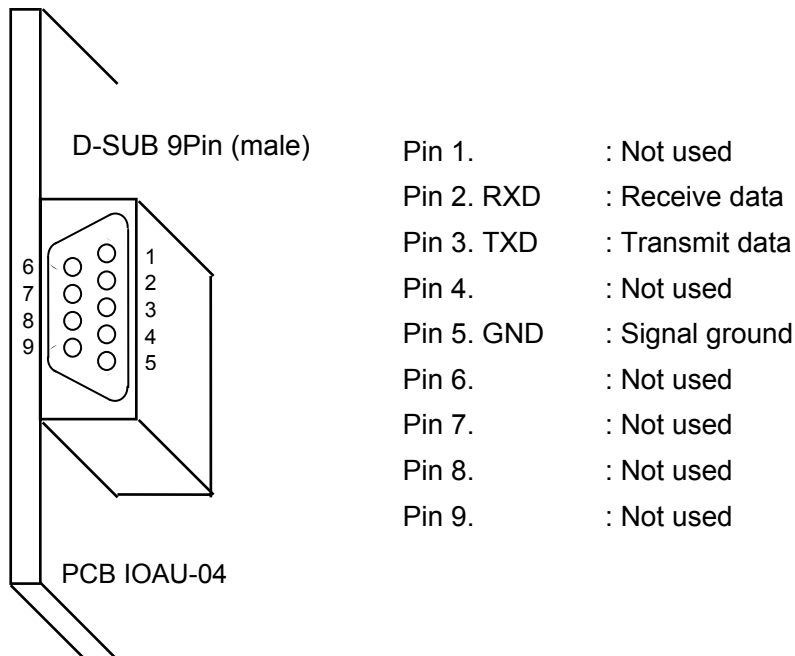 D-SUB 9Pin (male)
6
7
8
9
1
2
3
4
5
PCB IOAU-04
Pin 1. : Not used
Pin 2. RXD : Receive data
Pin 3. TXD : Transmit data
Pin 4. : Not used
Pin 5. GND : Signal ground
Pin 6. : Not used
Pin 7. : Not used
Pin 8. : Not used
Pin 9. : Not used